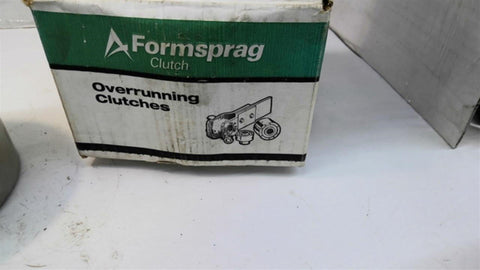 Formsprag
Clutch
Overrunning
Clutches